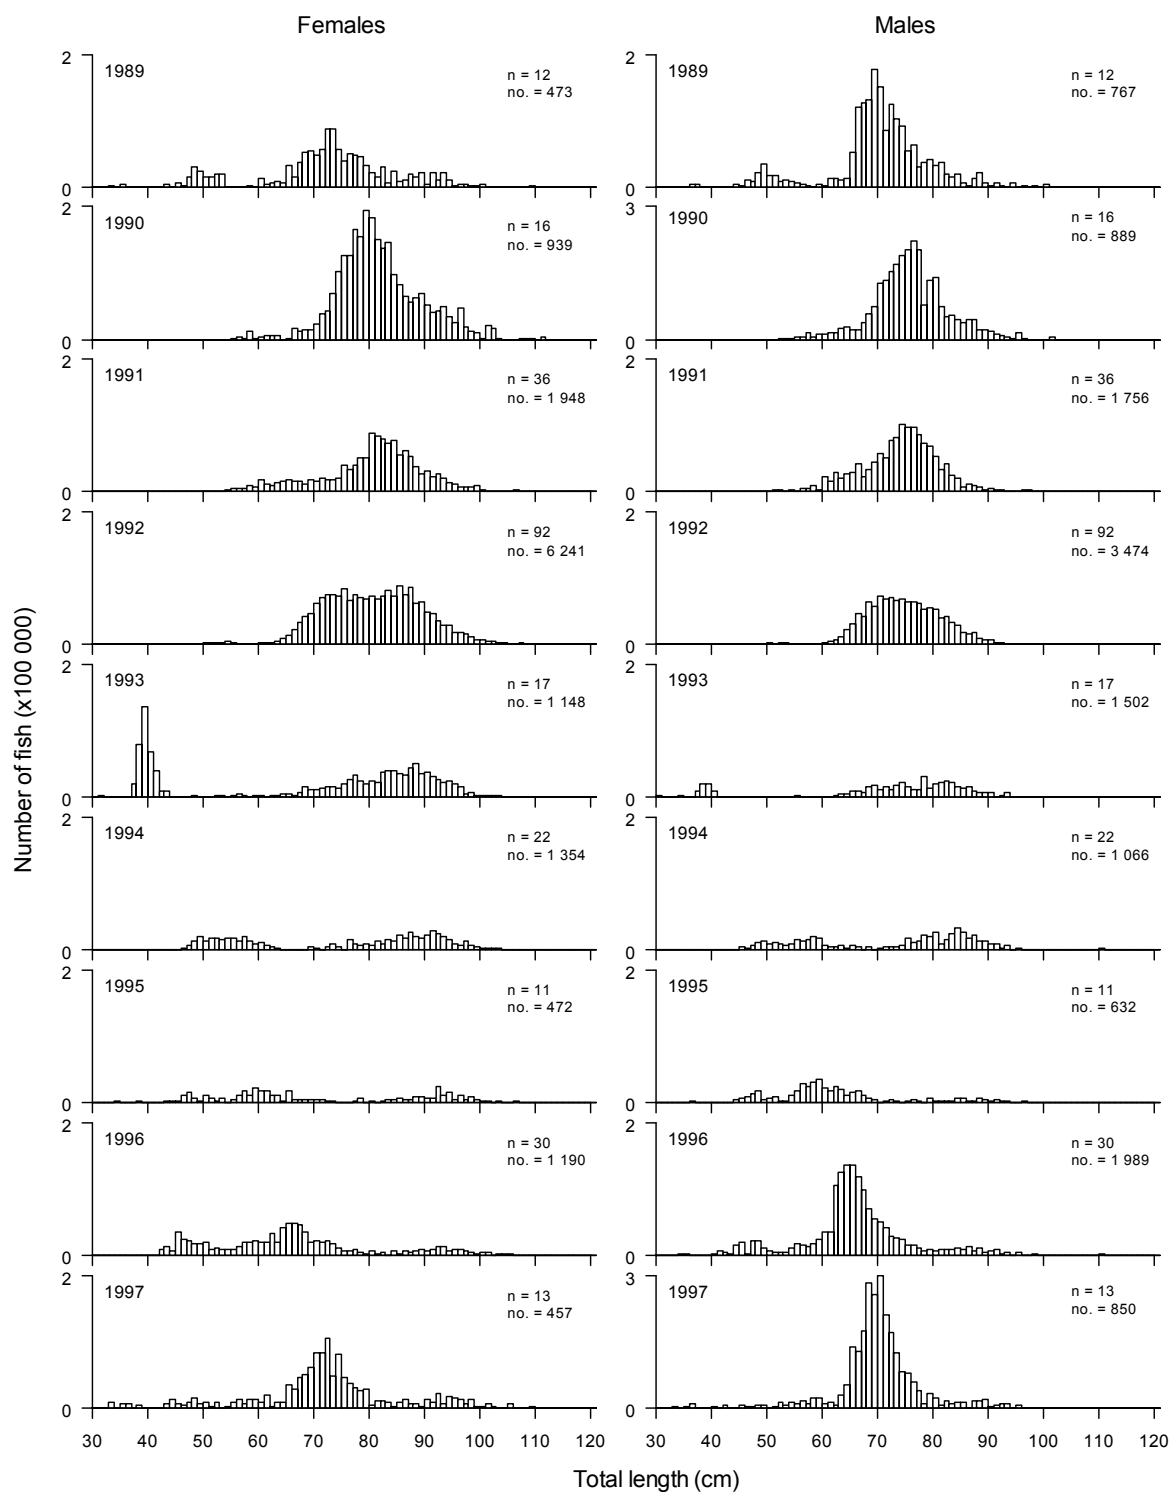 Females
Males
2
1989
n = 12
no. = 473
0
2
1989
n = 12
no. = 767
0
2
1990
n = 16
no. = 939
0
3
1990
n = 16
no. = 889
0
2
1991
n = 36
no. = 1 948
0
2
1991
n = 36
no. = 1 756
0
2
1992
n = 92
no. = 6 241
0
2
1992
n = 92
no. = 3 474
0
2
1993
n = 17
no. = 1 148
0
2
1993
n = 17
no. = 1 502
0
2
1994
n = 22
no. = 1 354
0
2
1994
n = 22
no. = 1 066
0
2
1995
n = 11
no. = 472
0
2
1995
n = 11
no. = 632
0
2
1996
n = 30
no. = 1 190
0
2
1996
n = 30
no. = 1 989
0
2
1997
n = 13
no. = 457
0
3
1997
n = 13
no. = 850
0
30 40 50 60 70 80 90 100 110 120
30 40 50 60 70 80 90 100 110 120
Number of fish (x100 000)
Total length (cm)